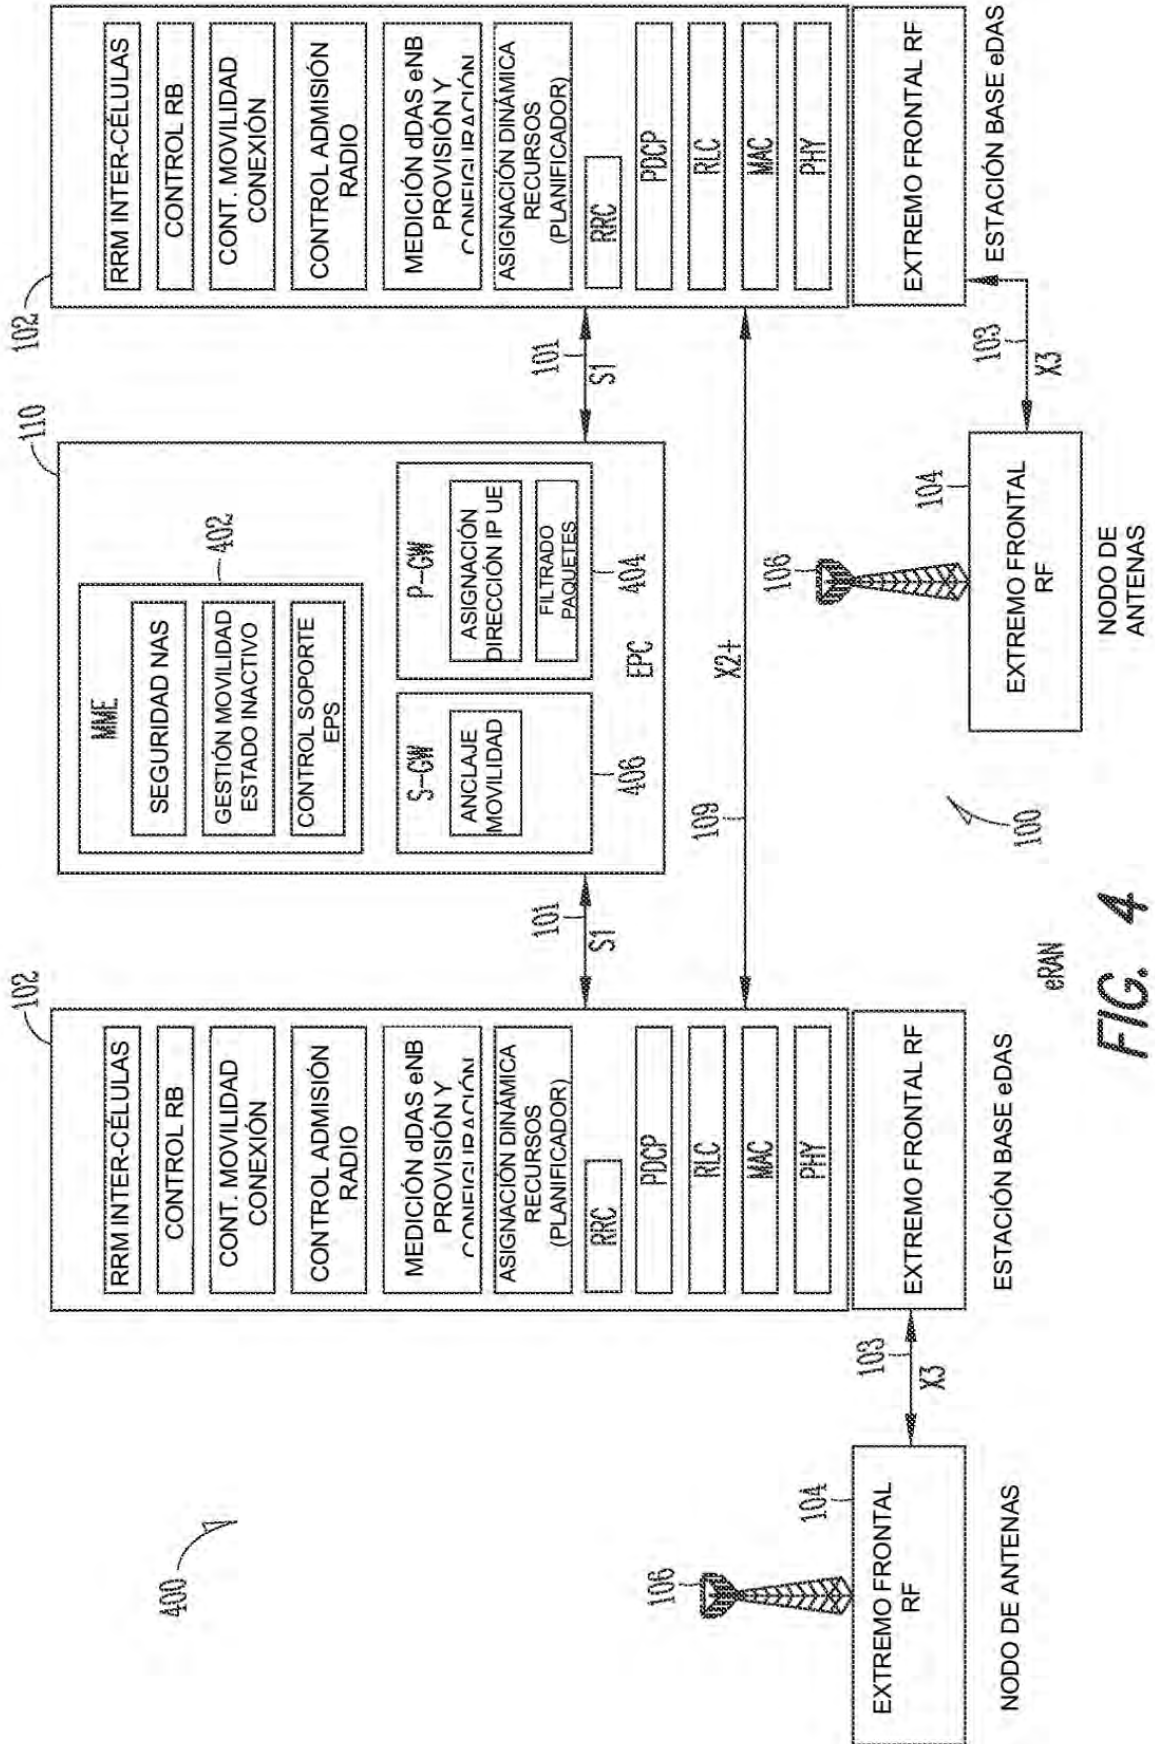 400
102
RRM INTER-CÉLULAS
CONTROL RB
CONT. MOVILIDAD
CONEXIÓN
CONTROL ADMISIÓN
RADIO
MEDICIÓN dDAS eNB
PROVISIÓN Y
CONFIGURACIÓN
ASIGNACIÓN DINÁMICA
RECURSOS
(PLANIFICADOR)
RRC
PDCP
RLC
MAC
PHY
EXTREMO FRONTAL RF
ESTACIÓN BASE eDAS
106
104
EXTREMO FRONTAL
RF
NODO DE ANTENAS
103
X3
101
S1
110
MME
402
SEGURIDAD NAS
GESTIÓN MOVILIDAD
ESTADO INACTIVO
CONTROL SOPORTE
EPS
S-GW
ANCLAJE
MOVILIDAD
406
P-GW
ASIGNACIÓN
DIRECCIÓN IP UE
FILTRADO
PAQUETES
404
EPC
101
S1
109
X2+
102
RRM INTER-CÉLULAS
CONTROL RB
CONT. MOVILIDAD
CONEXIÓN
CONTROL ADMISIÓN
RADIO
MEDICIÓN dDAS eNB
PROVISIÓN Y
CONFIGURACIÓN
ASIGNACIÓN DINÁMICA
RECURSOS
(PLANIFICADOR)
RRC
PDCP
RLC
MAC
PHY
EXTREMO FRONTAL RF
ESTACIÓN BASE eDAS
106
104
EXTREMO FRONTAL
RF
NODO DE
ANTENAS
103
X3
100
eRAN
FIG. 4